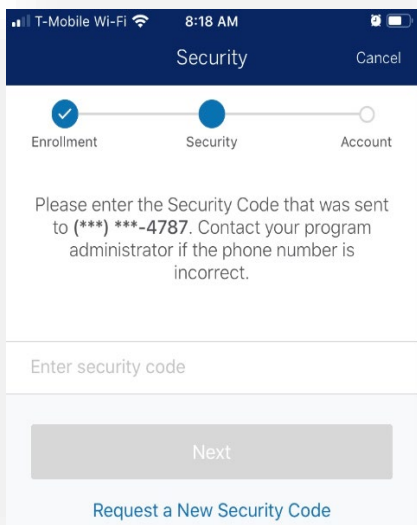 T-Mobile Wi-Fi 8:18 AM
Security Cancel
Enrollment Security Account
Please enter the Security Code that was sent
to (***) ***-4787. Contact your program
administrator if the phone number is
incorrect.
Enter security code
Next
Request a New Security Code